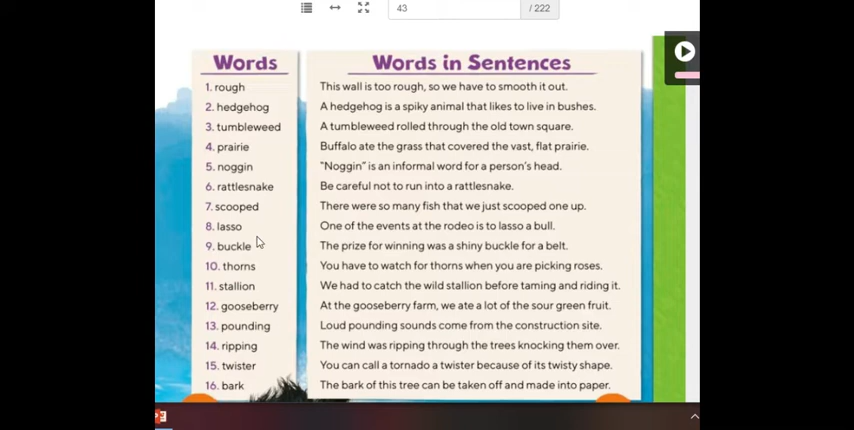 43
/ 222
Words
1. rough
2. hedgehog
3. tumbleweed
4. prairie
5. noggin
6. rattlesnake
7. scooped
8. lasso
9. buckle
10. thorns
11. stallion
12. gooseberry
13. pounding
14. ripping
15. twister
16. bark
Words in Sentences
This wall is too rough, so we have to smooth it out.
A hedgehog is a spiky animal that likes to live in bushes.
A tumbleweed rolled through the old town square.
Buffalo ate the grass that covered the vast, flat prairie.
"Noggin" is an informal word for a person's head.
Be careful not to run into a rattlesnake.
There were so many fish that we just scooped one up.
One of the events at the rodeo is to lasso a bull.
The prize for winning was a shiny buckle for a belt.
You have to watch for thorns when you are picking roses.
We had to catch the wild stallion before taming and riding it.
At the gooseberry farm, we ate a lot of the sour green fruit.
Loud pounding sounds come from the construction site.
The wind was ripping through the trees knocking them over.
You can call a tornado a twister because of its twisty shape.
The bark of this tree can be taken off and made into paper.